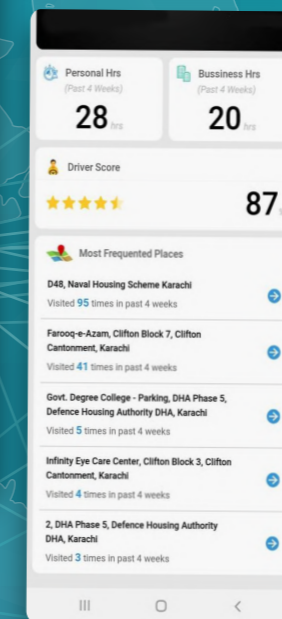 Personal Hrs
(Past 4 Weeks)
28 hrs
Bussiness Hrs
(Past 4 Weeks)
20 hrs
Driver Score
87
Most Frequented Places
D48, Naval Housing Scheme Karachi
Visited 95 times in past 4 weeks
Farooq-e-Azam, Clifton Block 7, Clifton
Cantonment, Karachi
Visited 41 times in past 4 weeks
Govt. Degree College - Parking, DHA Phase 5,
Defence Housing Authority DHA, Karachi
Visited 5 times in past 4 weeks
Infinity Eye Care Center, Clifton Block 3, Clifton
Cantonment, Karachi
Visited 4 times in past 4 weeks
2, DHA Phase 5, Defence Housing Authority
DHA, Karachi
Visited 3 times in past 4 weeks